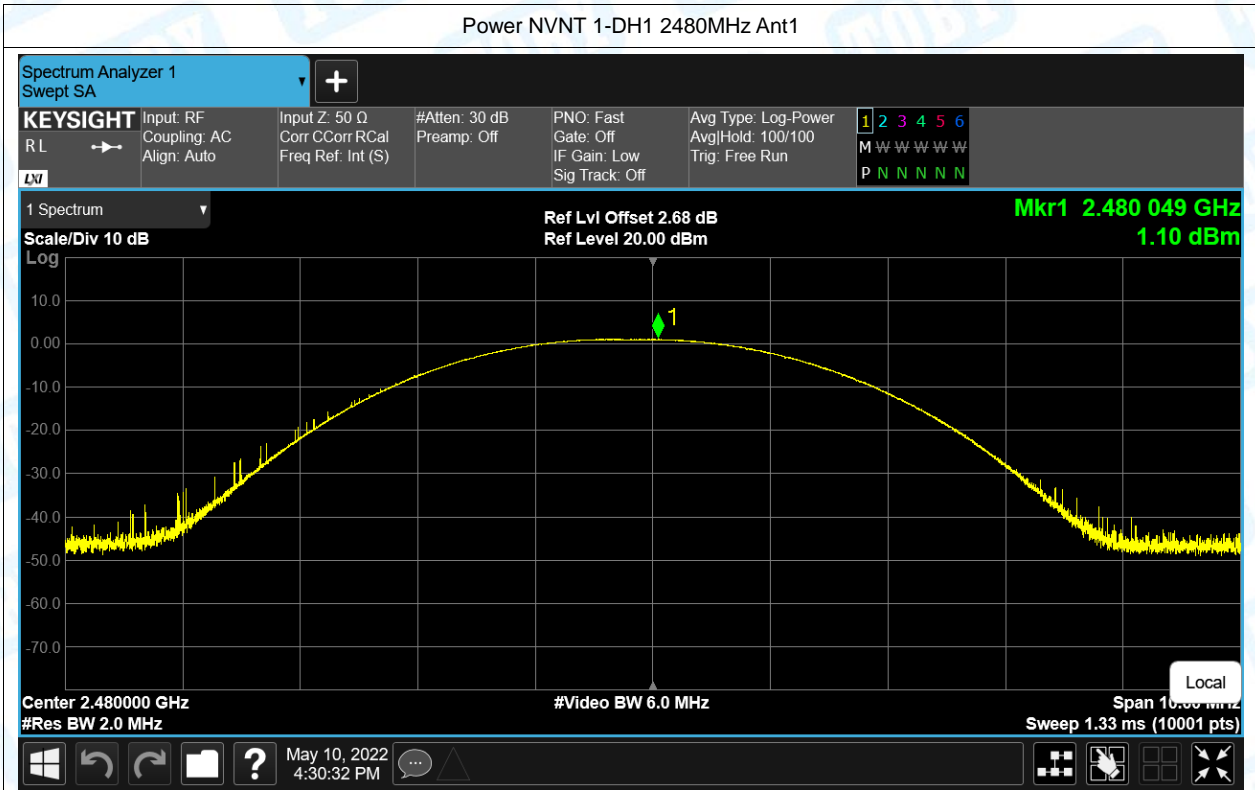 Power NVNT 1-DH1 2480MHz Ant1
Spectrum Analyzer 1
Swept SA
KEYSIGHT
RL
LXI
Input: RF
Coupling: AC
Align: Auto
Input Z: 50 Ω
Corr CCorr RCal
Freq Ref: Int (S)
#Atten: 30 dB
Preamp: Off
PNO: Fast
Gate: Off
IF Gain: Low
Sig Track: Off
Avg Type: Log-Power
Avg|Hold: 100/100
Trig: Free Run
1 2 3 4 5 6
M W W W W W
P N N N N N
1 Spectrum
Scale/Div 10 dB
Ref Lvl Offset 2.68 dB
Ref Level 20.00 dBm
Mkr1 2.480 049 GHz
1.10 dBm
Log
10.0
0.00
-10.0
-20.0
-30.0
-40.0
-50.0
-60.0
-70.0
1
Center 2.480000 GHz
#Res BW 2.0 MHz
#Video BW 6.0 MHz
Local
Span 10.00 MHz
Sweep 1.33 ms (10001 pts)
?
May 10, 2022
4:30:32 PM